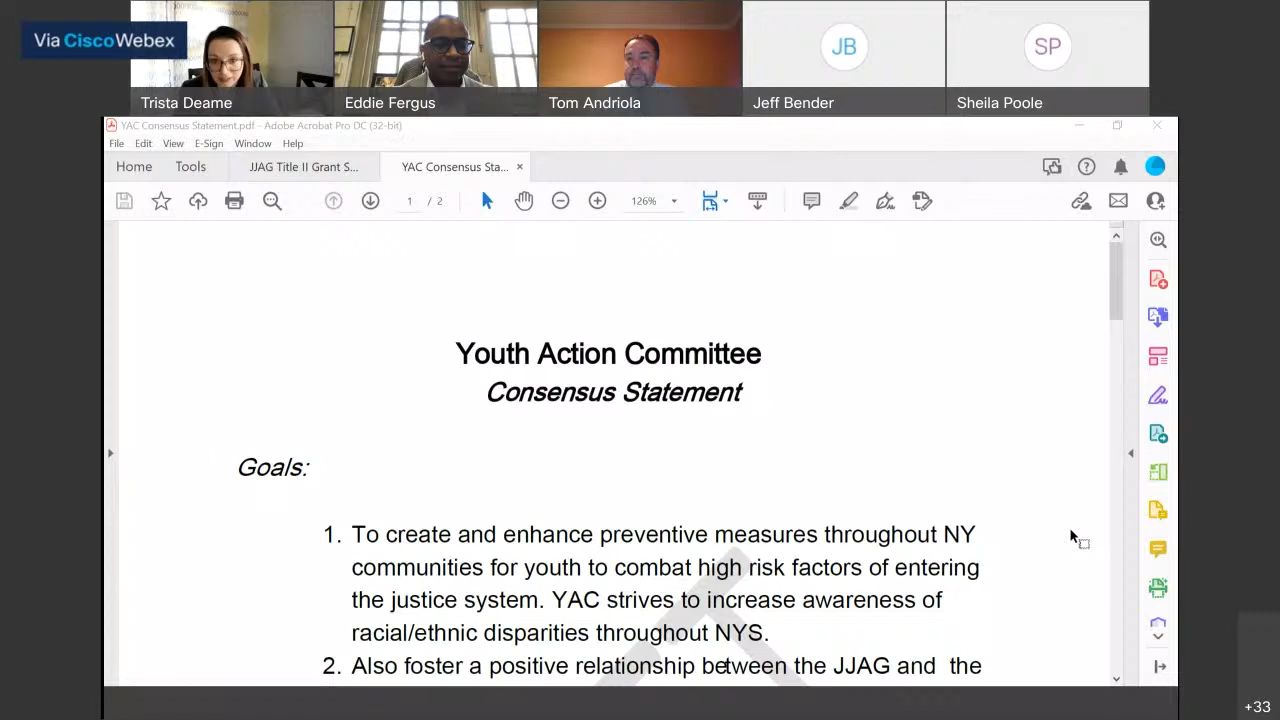 Via CiscoWebex
JB
SP
Trista Deame
Eddie Fergus
Tom Andriola
Jeff Bender
Sheila Poole
YAC Consensus Statement.pdf - Adobe Acrobat Pro DC (32-bit)
File Edit View E-Sign Window Help
Home Tools JJAG Title II Grant S... YAC Consensus Sta... ×
1 / 2 126%
Youth Action Committee
Consensus Statement
Goals:
1. To create and enhance preventive measures throughout NY
communities for youth to combat high risk factors of entering
the justice system. YAC strives to increase awareness of
racial/ethnic disparities throughout NYS.
2. Also foster a positive relationship between the JJAG and the
+33